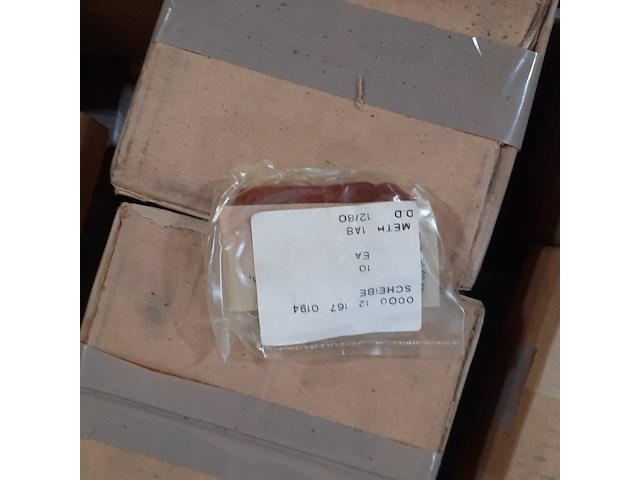 0000 12 167 0194
SCHEIBE
10 EA
METH 1A8
12/80 D.D